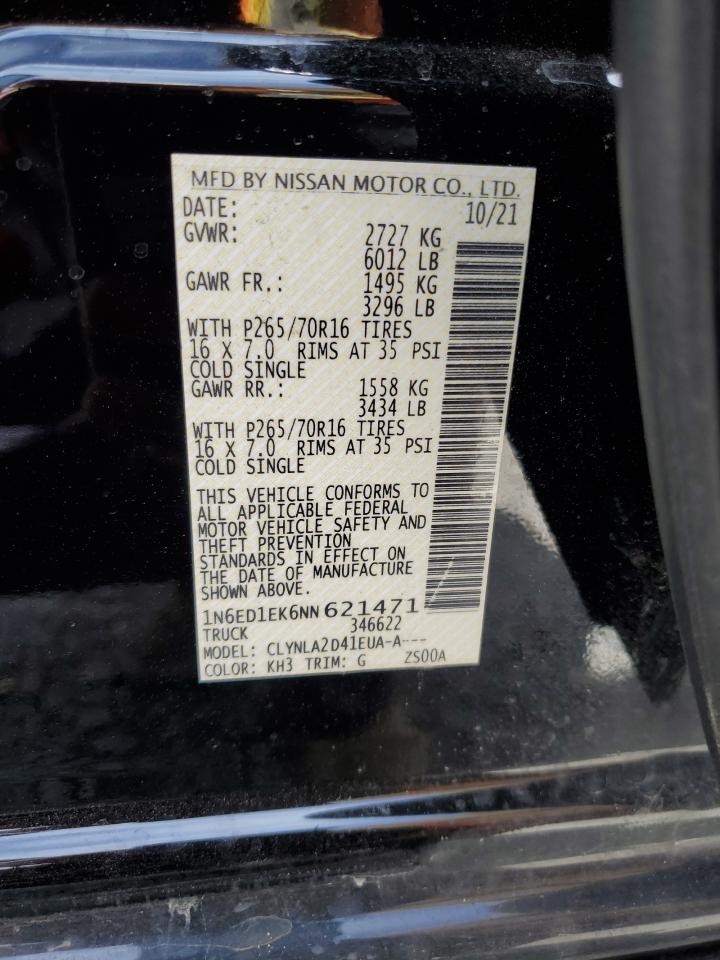 MFD BY NISSAN MOTOR CO., LTD.
DATE: 10/21
GVWR: 2727 KG
6012 LB
GAWR FR.: 1495 KG
3296 LB
WITH P265/70R16 TIRES
16 X 7.0 RIMS AT 35 PSI
COLD SINGLE
GAWR RR.: 1558 KG
3434 LB
WITH P265/70R16 TIRES
16 X 7.0 RIMS AT 35 PSI
COLD SINGLE
THIS VEHICLE CONFORMS TO
ALL APPLICABLE FEDERAL
MOTOR VEHICLE SAFETY AND
THEFT PREVENTION
STANDARDS IN EFFECT ON
THE DATE OF MANUFACTURE
SHOWN ABOVE.
1N6ED1EK6NN621471
TRUCK 346622
MODEL: CLYNLA2D41EUA-A---
COLOR: KH3 TRIM: G ZS00A